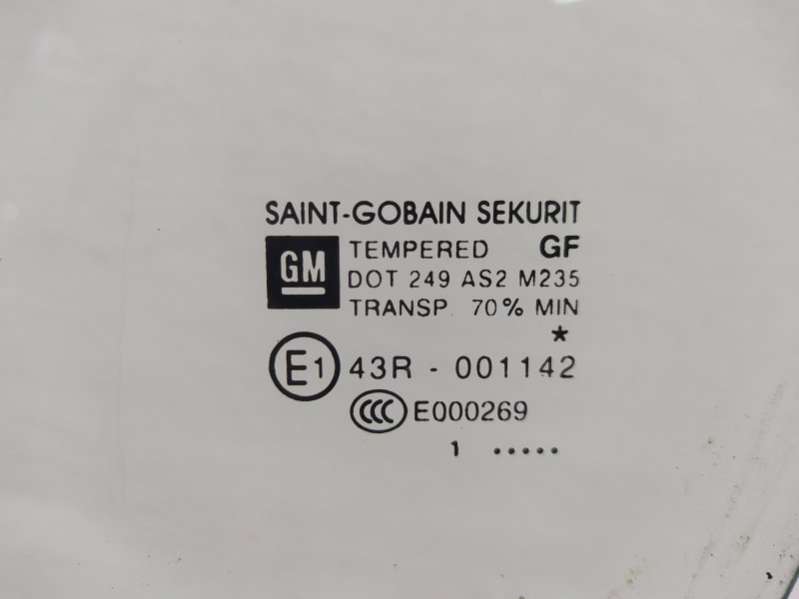 SAINT-GOBAIN SEKURIT
GM TEMPERED GF
DOT 249 AS2 M235
TRANSP. 70% MIN
*
E1 43R - 001142
CCC E000269
1 .....